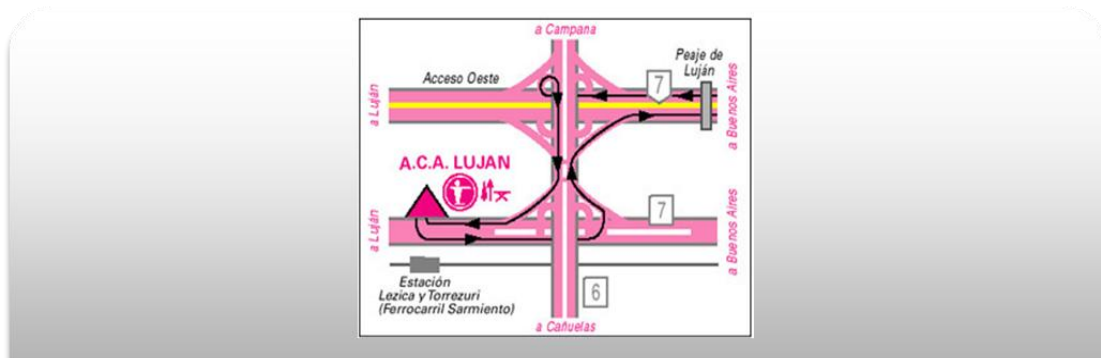 a Campana
Peaje de
Luján
Acceso Oeste
7
a Luján
a Buenos Aires
A.C.A. LUJAN
7
a Luján
a Buenos Aires
Estación
Lezica y Torrezuri
(Ferrocarril Sarmiento)
6
a Cañuelas